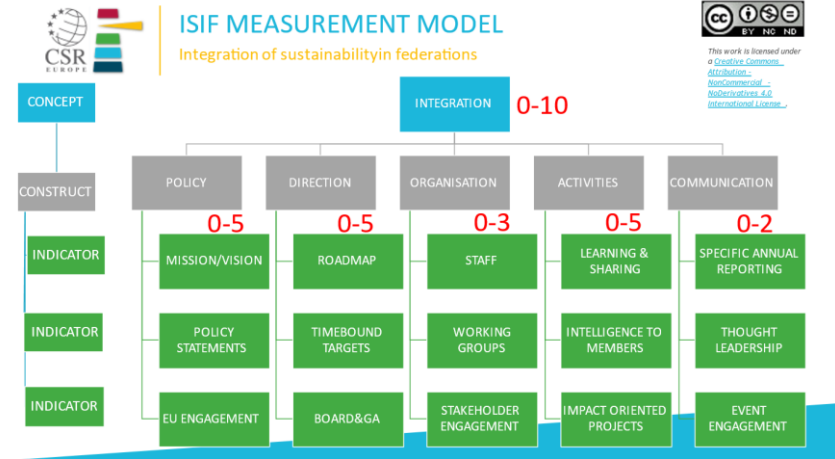 CSR
EUROPE
ISIF MEASUREMENT MODEL
Integration of sustainabilityin federations
cc
BY NC ND
This work is licensed under
a Creative Commons
Attribution -
NonCommercial -
NoDerivatives 4.0
International License .
CONCEPT
INTEGRATION
0-10
CONSTRUCT
POLICY
DIRECTION
ORGANISATION
ACTIVITIES
COMMUNICATION
0-5
0-5
0-3
0-5
0-2
INDICATOR
MISSION/VISION
ROADMAP
STAFF
LEARNING &
SHARING
SPECIFIC ANNUAL
REPORTING
INDICATOR
POLICY
STATEMENTS
TIMEBOUND
TARGETS
WORKING
GROUPS
INTELLIGENCE TO
MEMBERS
THOUGHT
LEADERSHIP
INDICATOR
EU ENGAGEMENT
BOARD&GA
STAKEHOLDER
ENGAGEMENT
IMPACT ORIENTED
PROJECTS
EVENT
ENGAGEMENT